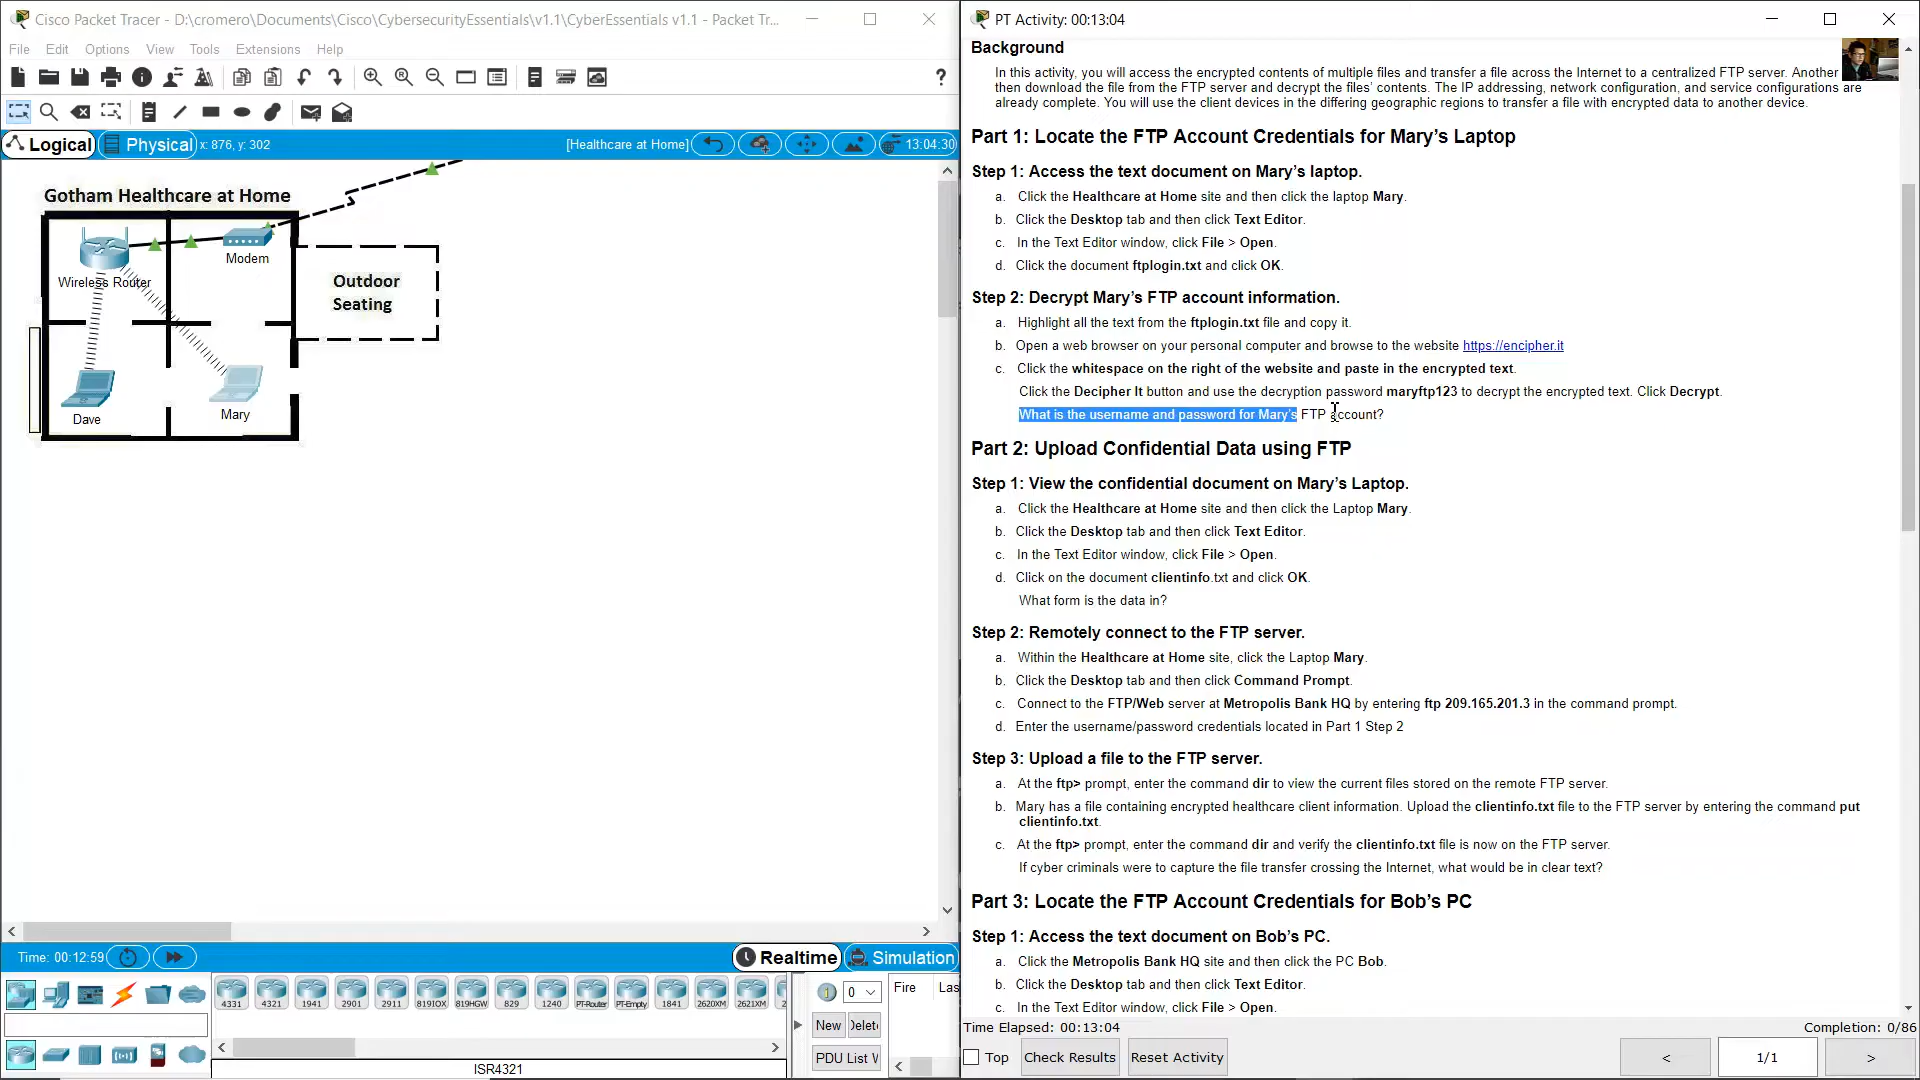 Cisco Packet Tracer - D:\cromero\Documents\Cisco\CybersecurityEssentials\v1.1\CyberEssentials v1.1 - Packet Tr...
File Edit Options View Tools Extensions Help
?
Logical Physical x: 876, y: 302 [Healthcare at Home] 13:04:30
Gotham Healthcare at Home
Modem
Wireless Router
Outdoor
Seating
Dave
Mary
Time: 00:12:59 Realtime Simulation
4331 4321 1941 2901 2911 819IOX 819HGW 829 1240 PT-Router PT-Empty 1841 2620XM 2621XM
0 Fire Las
New Delet
PDU List W
ISR4321
PT Activity: 00:13:04
Background
In this activity, you will access the encrypted contents of multiple files and transfer a file across the Internet to a centralized FTP server. Another
then download the file from the FTP server and decrypt the files' contents. The IP addressing, network configuration, and service configurations are
already complete. You will use the client devices in the differing geographic regions to transfer a file with encrypted data to another device.
Part 1: Locate the FTP Account Credentials for Mary's Laptop
Step 1: Access the text document on Mary's laptop.
a. Click the Healthcare at Home site and then click the laptop Mary.
b. Click the Desktop tab and then click Text Editor.
c. In the Text Editor window, click File > Open.
d. Click the document ftplogin.txt and click OK.
Step 2: Decrypt Mary's FTP account information.
a. Highlight all the text from the ftplogin.txt file and copy it.
b. Open a web browser on your personal computer and browse to the website https://encipher.it
c. Click the whitespace on the right of the website and paste in the encrypted text.
Click the Decipher It button and use the decryption password maryftp123 to decrypt the encrypted text. Click Decrypt.
What is the username and password for Mary's FTP account?
Part 2: Upload Confidential Data using FTP
Step 1: View the confidential document on Mary's Laptop.
a. Click the Healthcare at Home site and then click the Laptop Mary.
b. Click the Desktop tab and then click Text Editor.
c. In the Text Editor window, click File > Open.
d. Click on the document clientinfo.txt and click OK.
What form is the data in?
Step 2: Remotely connect to the FTP server.
a. Within the Healthcare at Home site, click the Laptop Mary.
b. Click the Desktop tab and then click Command Prompt.
c. Connect to the FTP/Web server at Metropolis Bank HQ by entering ftp 209.165.201.3 in the command prompt.
d. Enter the username/password credentials located in Part 1 Step 2
Step 3: Upload a file to the FTP server.
a. At the ftp> prompt, enter the command dir to view the current files stored on the remote FTP server.
b. Mary has a file containing encrypted healthcare client information. Upload the clientinfo.txt file to the FTP server by entering the command put
clientinfo.txt.
c. At the ftp> prompt, enter the command dir and verify the clientinfo.txt file is now on the FTP server.
If cyber criminals were to capture the file transfer crossing the Internet, what would be in clear text?
Part 3: Locate the FTP Account Credentials for Bob's PC
Step 1: Access the text document on Bob's PC.
a. Click the Metropolis Bank HQ site and then click the PC Bob.
b. Click the Desktop tab and then click Text Editor.
c. In the Text Editor window, click File > Open.
Time Elapsed: 00:13:04 Completion: 0/86
Top Check Results Reset Activity < 1/1 >